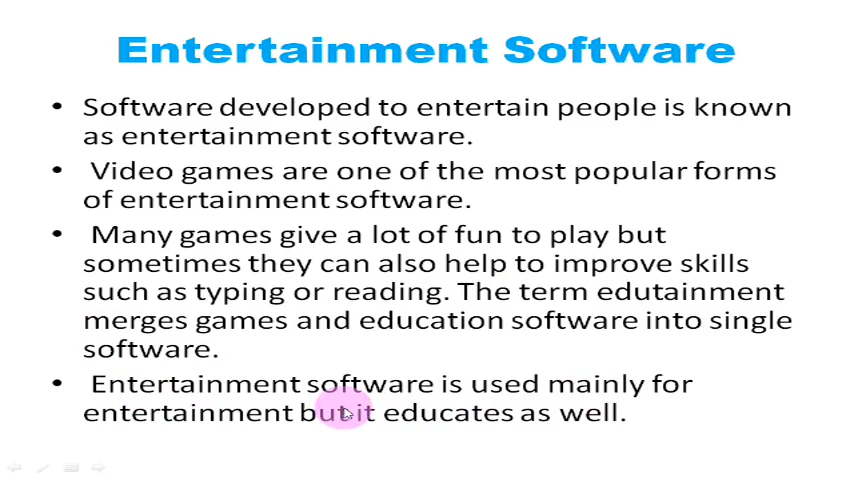 Entertainment Software
• Software developed to entertain people is known
as entertainment software.
• Video games are one of the most popular forms
of entertainment software.
• Many games give a lot of fun to play but
sometimes they can also help to improve skills
such as typing or reading. The term edutainment
merges games and education software into single
software.
• Entertainment software is used mainly for
entertainment but it educates as well.